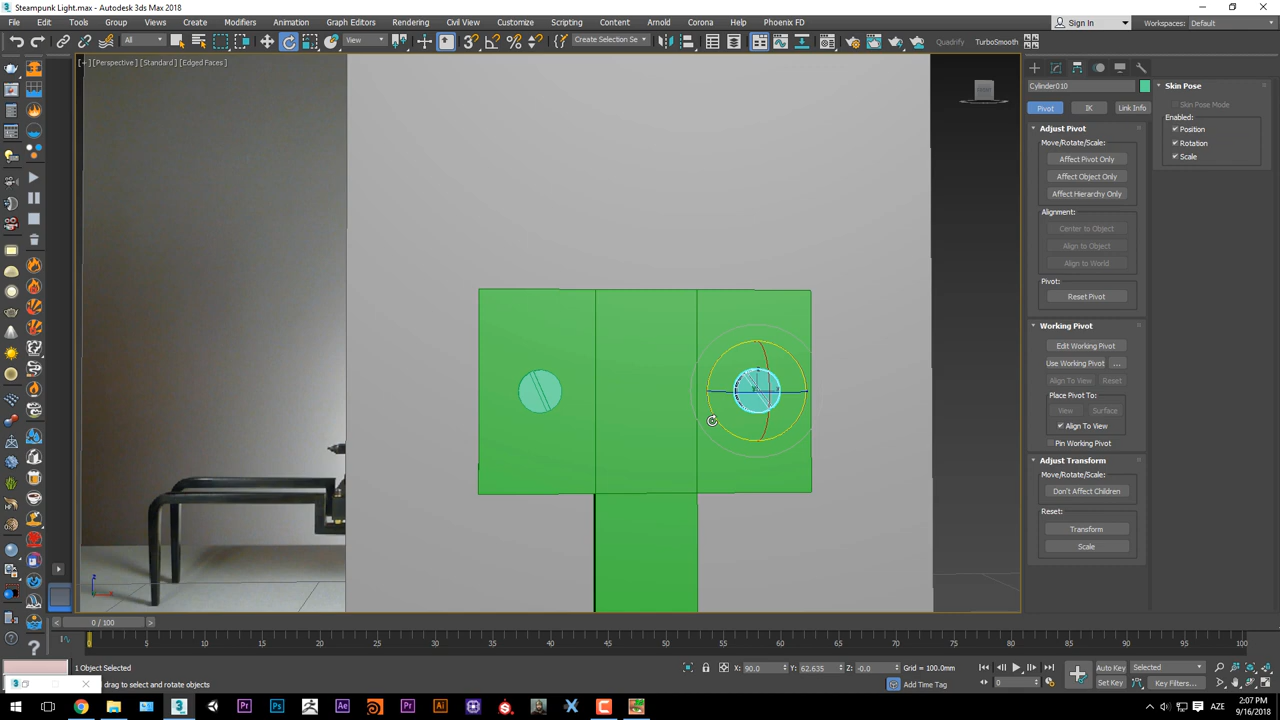 Steampunk Light.max - Autodesk 3ds Max 2018
File Edit Tools Group Views Create Modifiers Animation Graph Editors Rendering Civil View Customize Scripting Content Arnold Corona Help Phoenix FD
Sign In Workspaces: Default
All View Create Selection Se Quadrify TurboSmooth
[+] [Perspective] [Standard] [Edged Faces]
Cylinder010
Pivot IK Link Info
Adjust Pivot
Move/Rotate/Scale:
Affect Pivot Only
Affect Object Only
Affect Hierarchy Only
Alignment:
Center to Object
Align to Object
Align to World
Pivot:
Reset Pivot
Working Pivot
Edit Working Pivot
Use Working Pivot ...
Align To View Reset
Place Pivot To:
View Surface
Align To View
Pin Working Pivot
Adjust Transform
Move/Rotate/Scale:
Don't Affect Children
Reset:
Transform
Scale
Skin Pose
Skin Pose Mode
Enabled:
Position
Rotation
Scale
0 / 100
0 5 10 15 20 25 30 35 40 45 50 55 60 65 70 75 80 85 90 95 100
1 Object Selected
drag to select and rotate objects
X: 90.0 Y: 62.635 Z: -0.0 Grid = 100.0mm
Add Time Tag
0
Auto Key Selected
Set Key Key Filters...
AZE
2:07 PM
9/16/2018